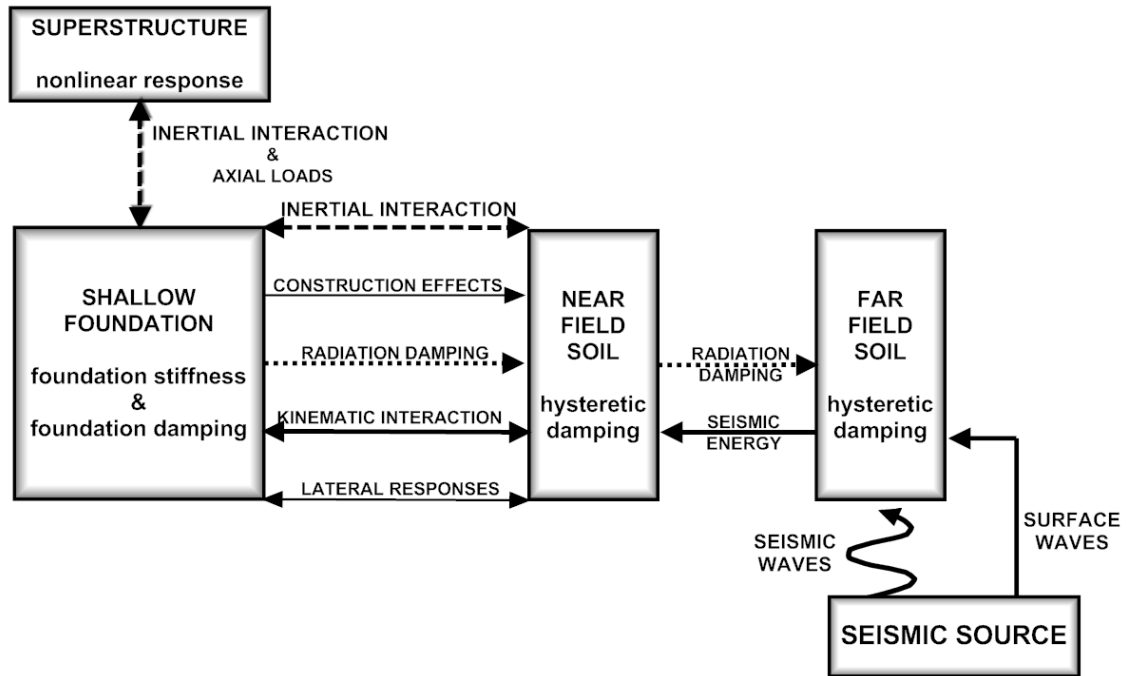 SUPERSTRUCTURE
nonlinear response
INERTIAL INTERACTION
&
AXIAL LOADS
INERTIAL INTERACTION
CONSTRUCTION EFFECTS
RADIATION DAMPING
KINEMATIC INTERACTION
LATERAL RESPONSES
SHALLOW
FOUNDATION
foundation stiffness
&
foundation damping
NEAR
FIELD
SOIL
hysteretic
damping
RADIATION
DAMPING
SEISMIC
ENERGY
FAR
FIELD
SOIL
hysteretic
damping
SEISMIC
WAVES
SURFACE
WAVES
SEISMIC SOURCE